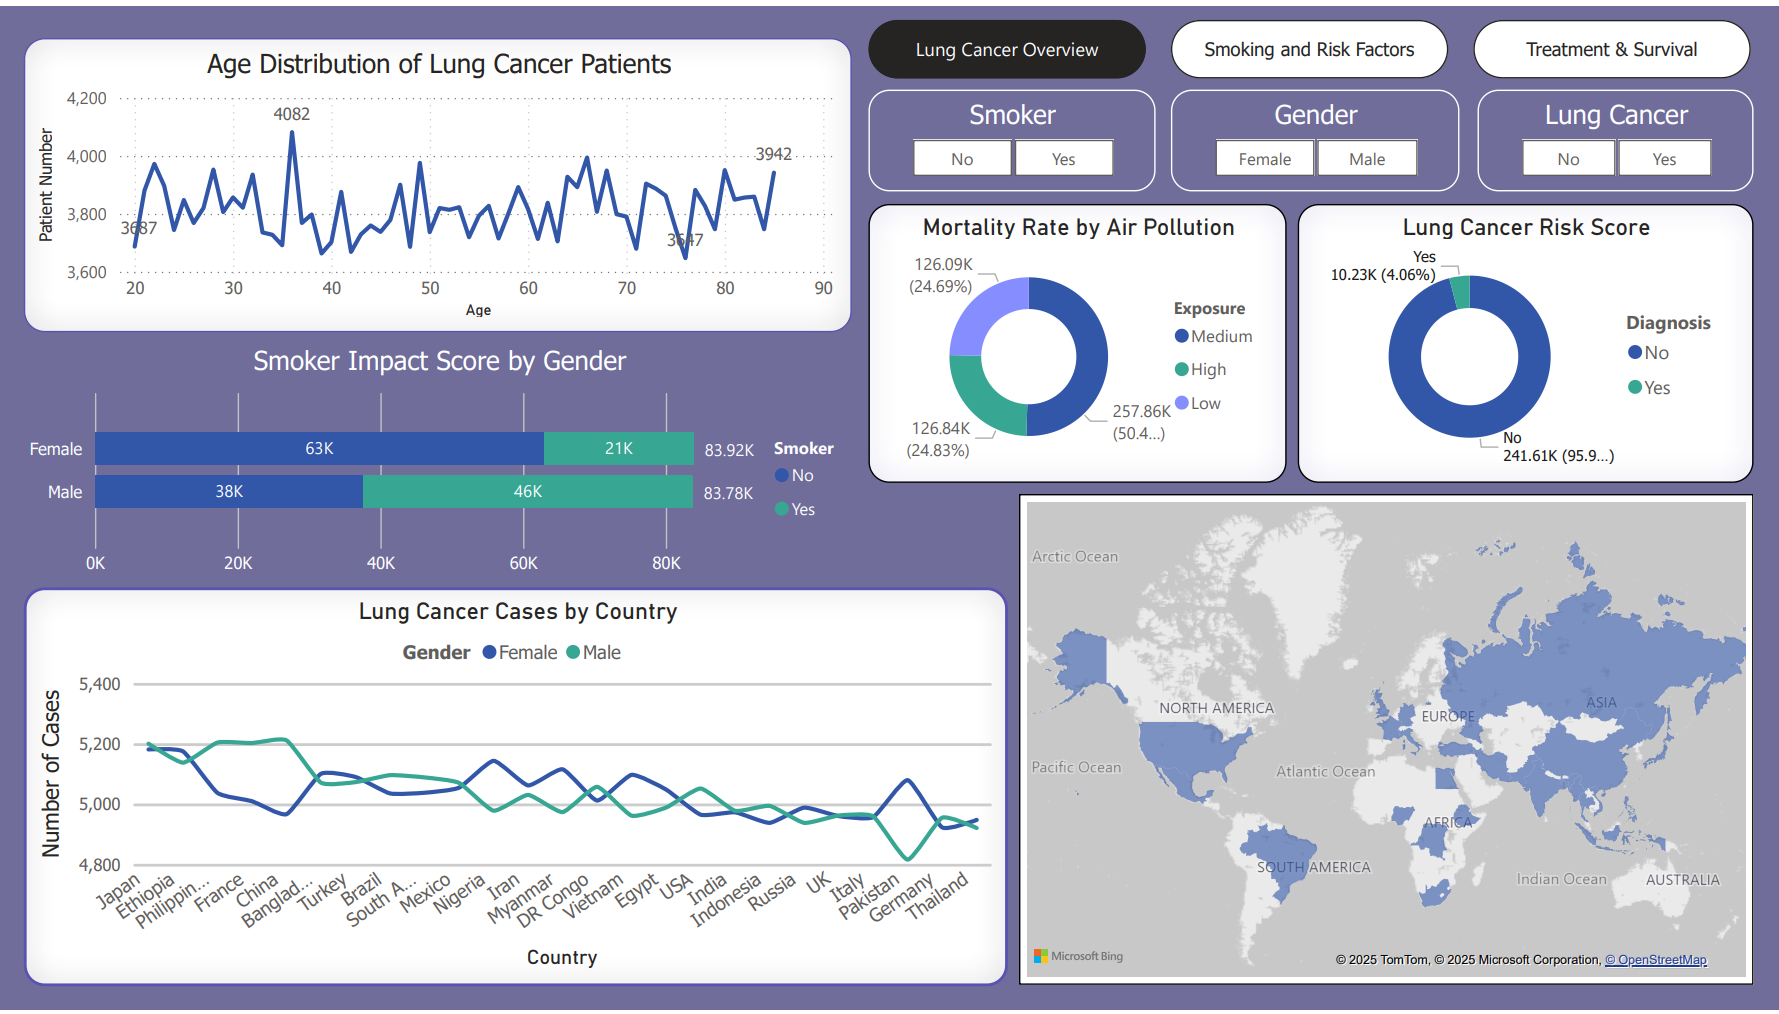 Lung Cancer Overview
Smoking and Risk Factors
Treatment & Survival
Smoker
No
Yes
Gender
Female
Male
Lung Cancer
No
Yes
Age Distribution of Lung Cancer Patients
Patient Number
4,200
4,000
3,800
3,600
3687
4082
3647
3942
20
30
40
50
60
70
80
90
Age
Mortality Rate by Air Pollution
126.09K
(24.69%)
126.84K
(24.83%)
257.86K
(50.4...)
Exposure
Medium
High
Low
Lung Cancer Risk Score
Yes
10.23K (4.06%)
No
241.61K (95.9...)
Diagnosis
No
Yes
Smoker Impact Score by Gender
Female
63K
21K
83.92K
Male
38K
46K
83.78K
Smoker
No
Yes
0K
20K
40K
60K
80K
Lung Cancer Cases by Country
Gender
Female
Male
Number of Cases
5,400
5,200
5,000
4,800
Japan
Ethiopia
Philippin...
France
China
Banglad...
Turkey
Brazil
South A...
Mexico
Nigeria
Iran
Myanmar
DR Congo
Vietnam
Egypt
USA
India
Indonesia
Russia
UK
Italy
Pakistan
Germany
Thailand
Country
Arctic Ocean
NORTH AMERICA
EUROPE
ASIA
Pacific Ocean
Atlantic Ocean
AFRICA
SOUTH AMERICA
Indian Ocean
AUSTRALIA
Microsoft Bing
© 2025 TomTom, © 2025 Microsoft Corporation, © OpenStreetMap